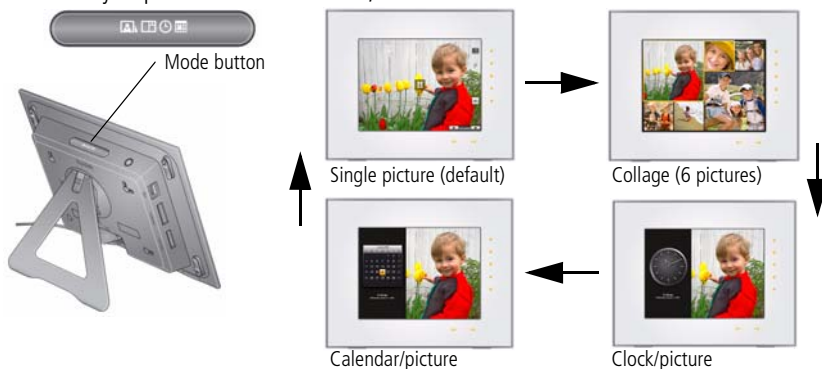 Mode button
Single picture (default)
Collage (6 pictures)
Calendar/picture
Clock/picture